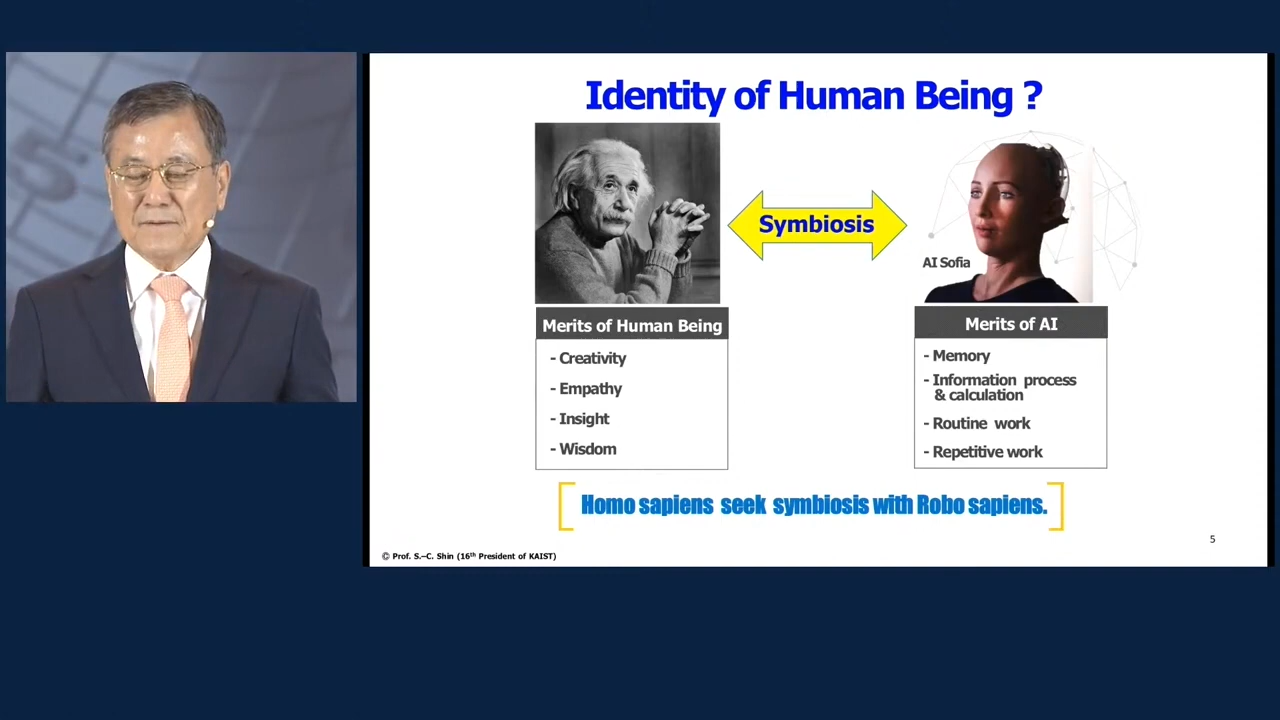 Identity of Human Being ?
Symbiosis
AI Sofia
Merits of Human Being
- Creativity
- Empathy
- Insight
- Wisdom
Merits of AI
- Memory
- Information process
& calculation
- Routine work
- Repetitive work
Homo sapiens seek symbiosis with Robo sapiens.
5
© Prof. S.-C. Shin (16th President of KAIST)
5